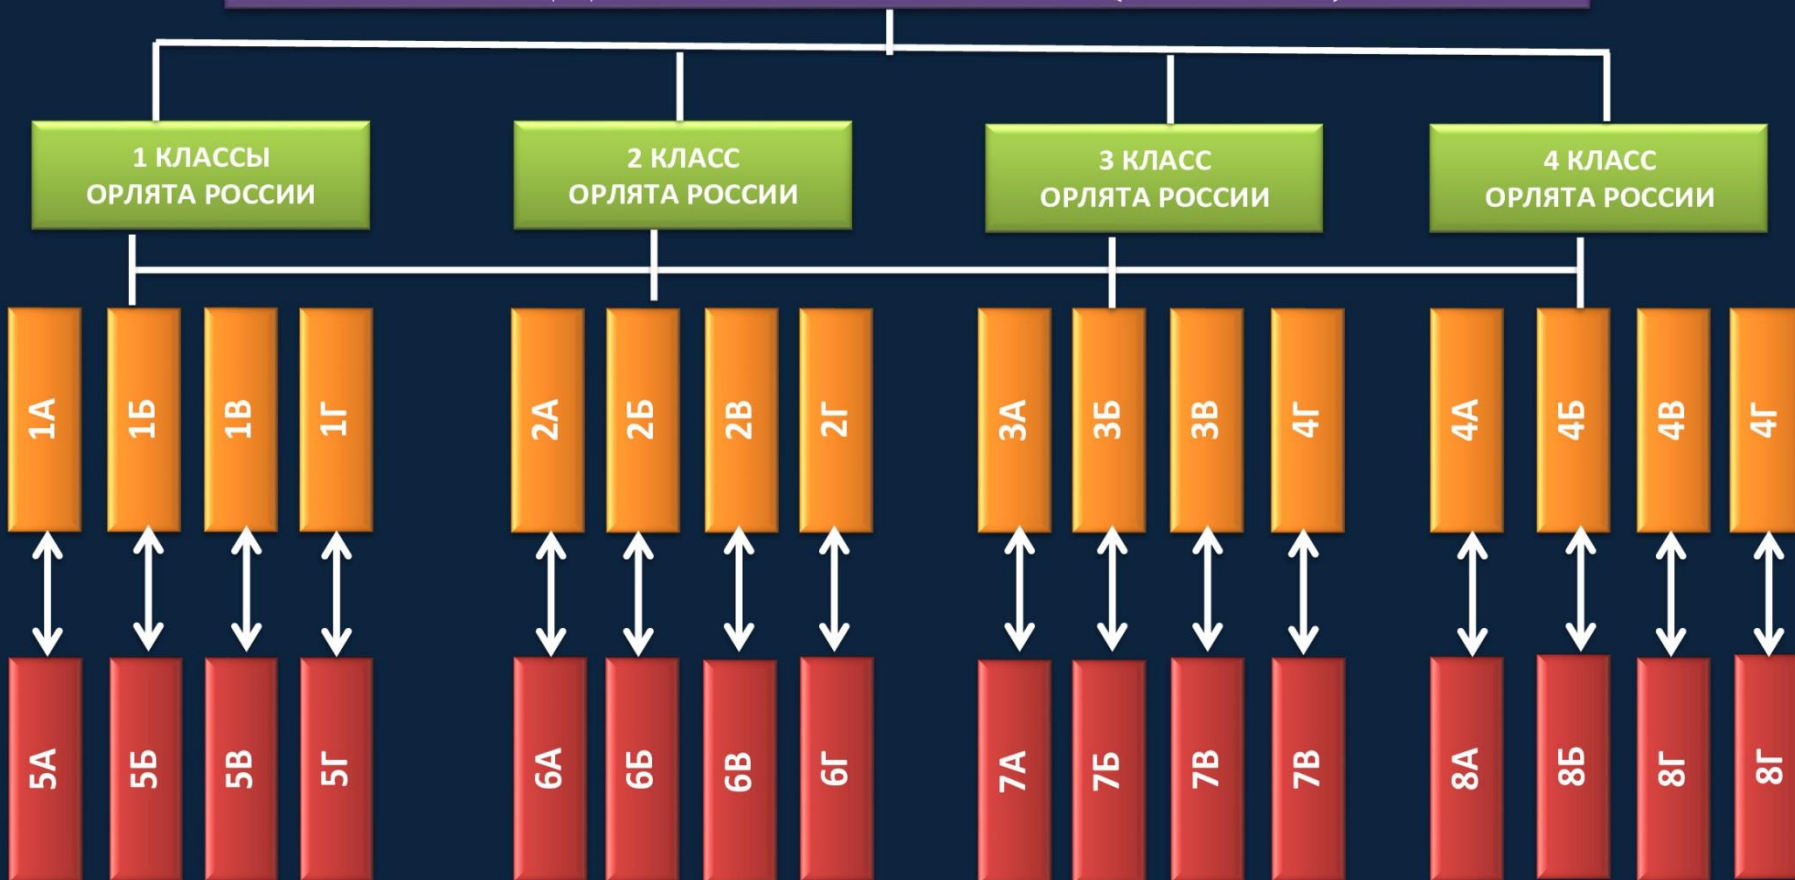 1 КЛАССЫ
ОРЛЯТА РОССИИ
2 КЛАСС
ОРЛЯТА РОССИИ
3 КЛАСС
ОРЛЯТА РОССИИ
4 КЛАСС
ОРЛЯТА РОССИИ
1А
1Б
1В
1Г
2А
2Б
2В
2Г
3А
3Б
3В
4Г
4А
4Б
4В
4Г
5А
5Б
5В
5Г
6А
6Б
6В
6Г
7А
7Б
7В
7В
8А
8Б
8Г
8Г